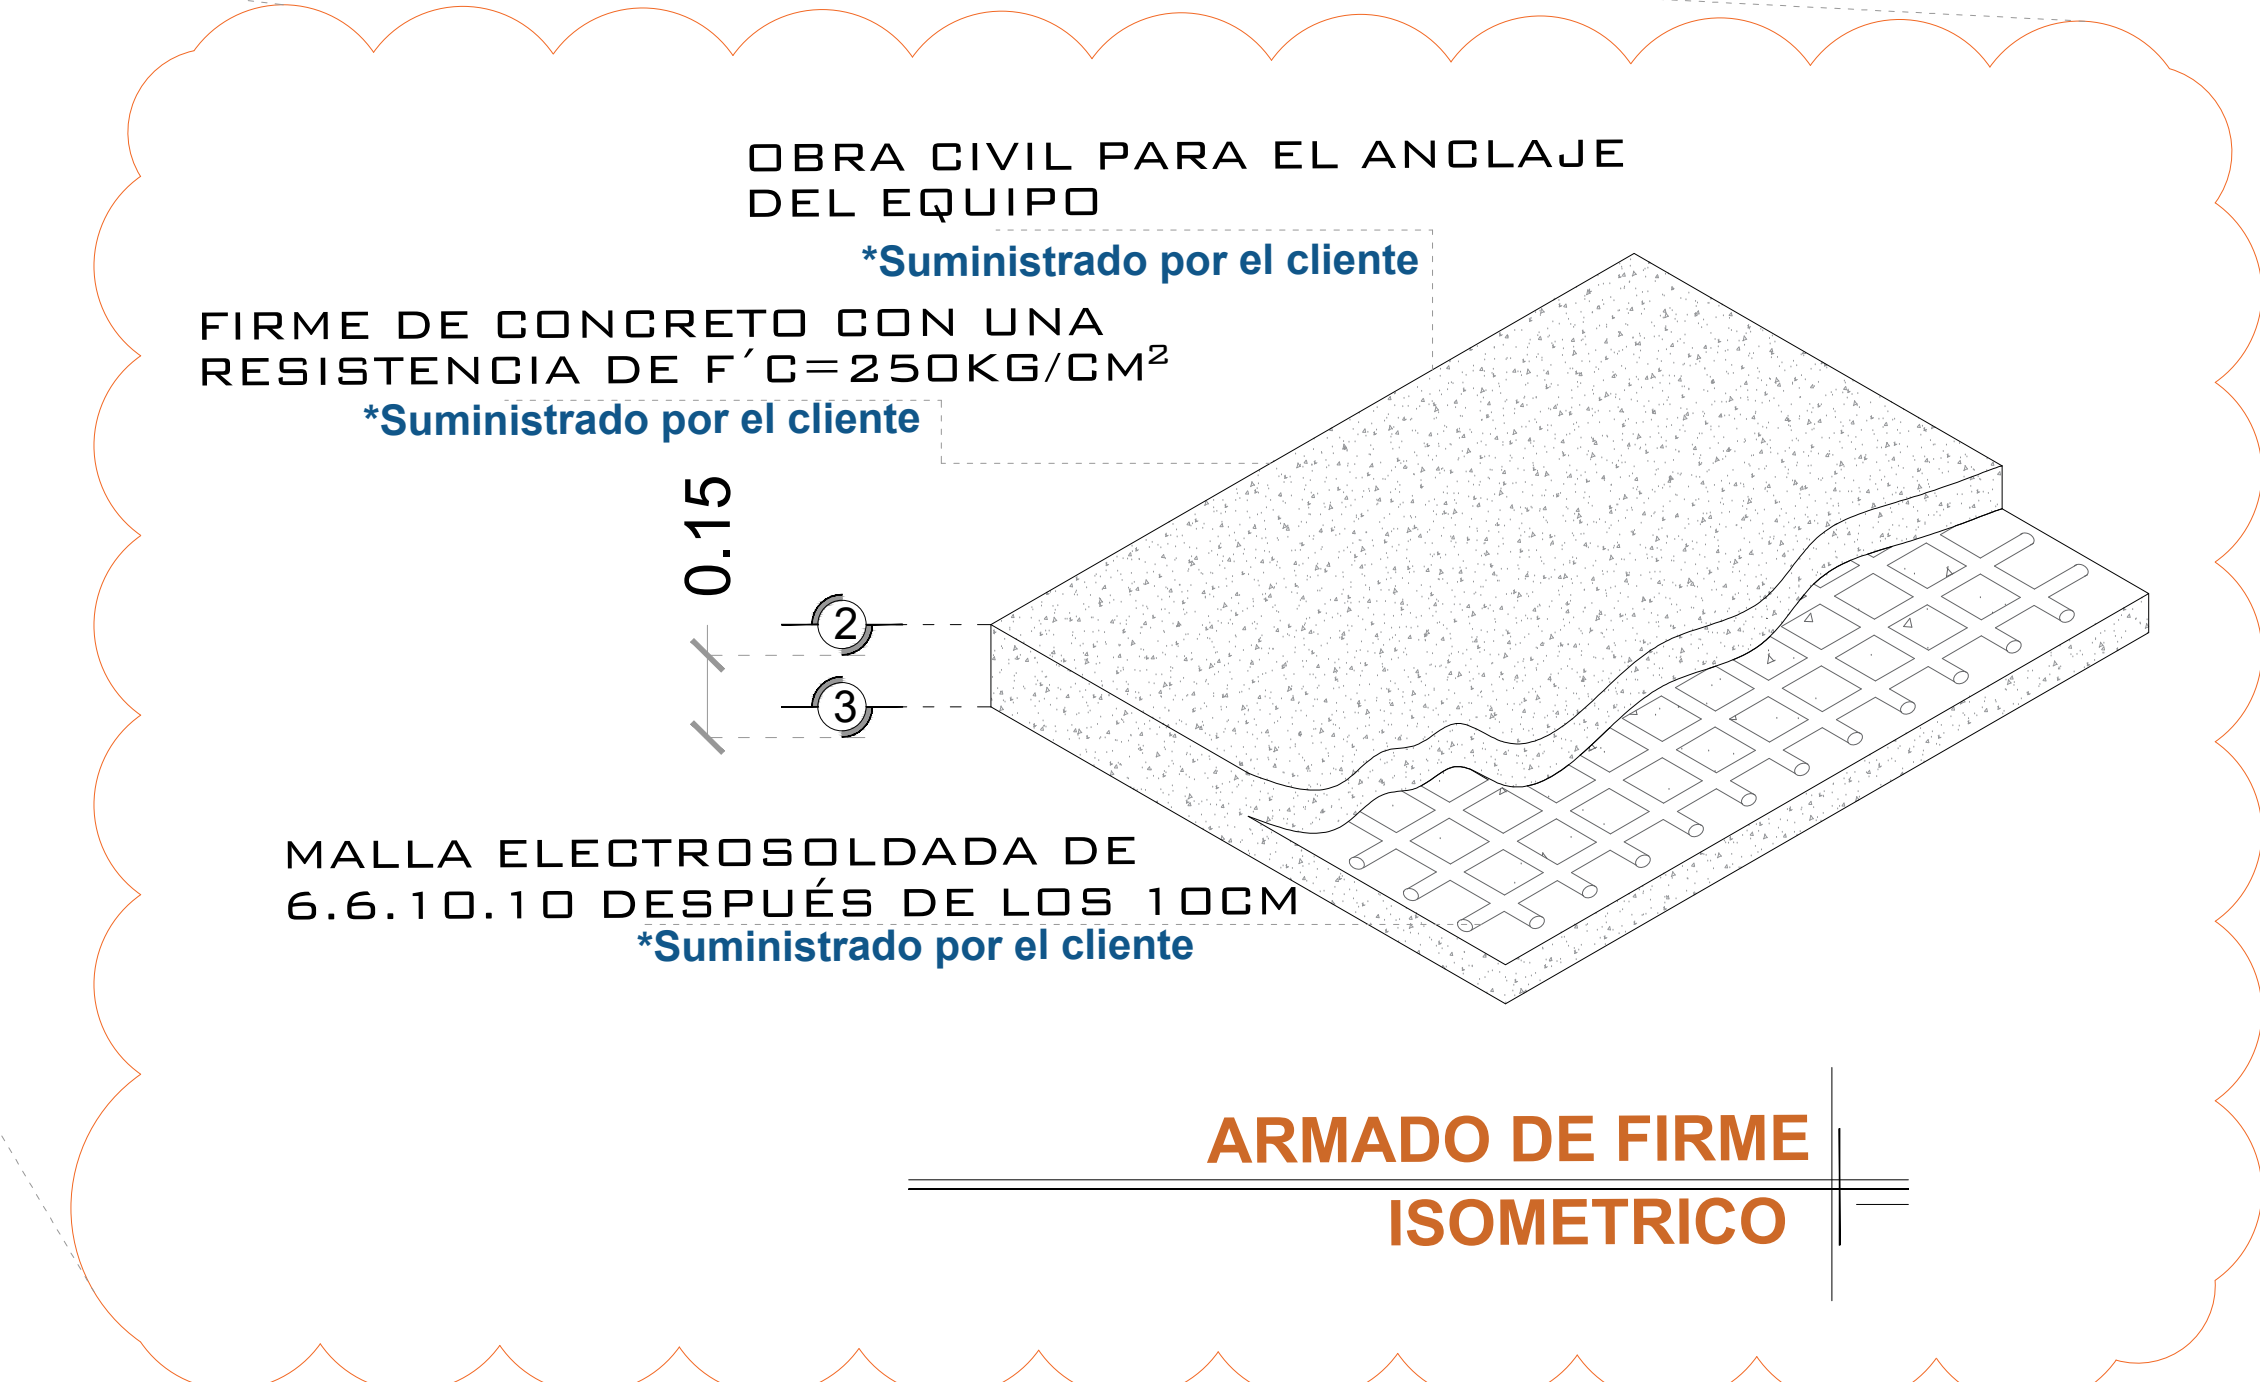 OBRA CIVIL PARA EL ANCLAJE
DEL EQUIPO
*Suministrado por el cliente
FIRME DE CONCRETO CON UNA
RESISTENCIA DE F´C=250KG/CM²
*Suministrado por el cliente
0.15
2
3
MALLA ELECTROSOLDADA DE
6.6.10.10 DESPUÉS DE LOS 10CM
*Suministrado por el cliente
ARMADO DE FIRME
ISOMETRICO